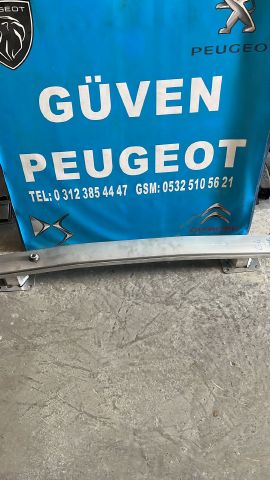 PEUGEOT
GÜVEN
PEUGEOT
TEL: 0 312 385 44 47 GSM: 0532 510 56 21